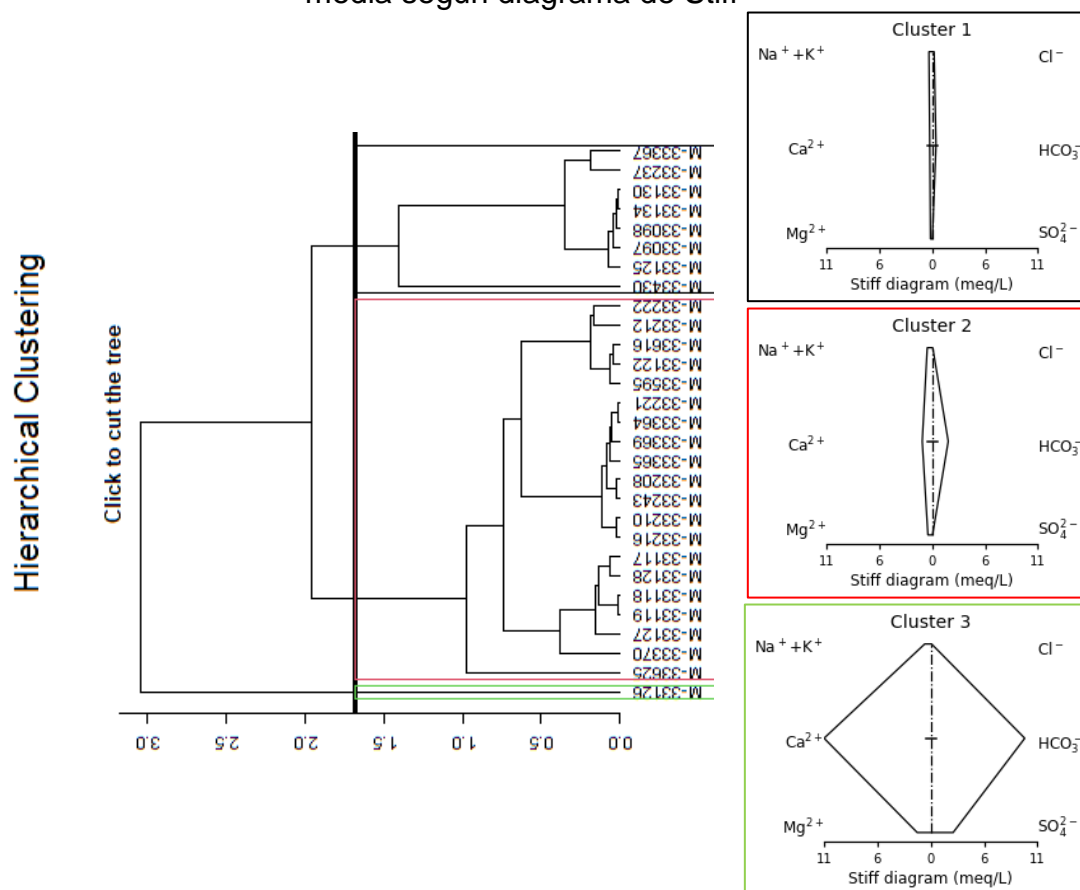 media según diagrama de Stiff
Hierarchical Clustering
Click to cut the tree
M-33367
M-33237
M-33130
M-33134
M-33098
M-33097
M-33125
M-33430
M-33222
M-33212
M-33616
M-33122
M-33595
M-33221
M-33364
M-33369
M-33365
M-33208
M-33243
M-33210
M-33216
M-33117
M-33128
M-33118
M-33119
M-33127
M-33370
M-33625
M-33126
3.0 2.5 2.0 1.5 1.0 0.5 0.0
Cluster 1
Na⁺+K⁺ Cl⁻
Ca²⁺ HCO₃⁻
Mg²⁺ SO₄²⁻
11 6 0 6 11
Stiff diagram (meq/L)
Cluster 2
Na⁺+K⁺ Cl⁻
Ca²⁺ HCO₃⁻
Mg²⁺ SO₄²⁻
11 6 0 6 11
Stiff diagram (meq/L)
Cluster 3
Na⁺+K⁺ Cl⁻
Ca²⁺ HCO₃⁻
Mg²⁺ SO₄²⁻
11 6 0 6 11
Stiff diagram (meq/L)